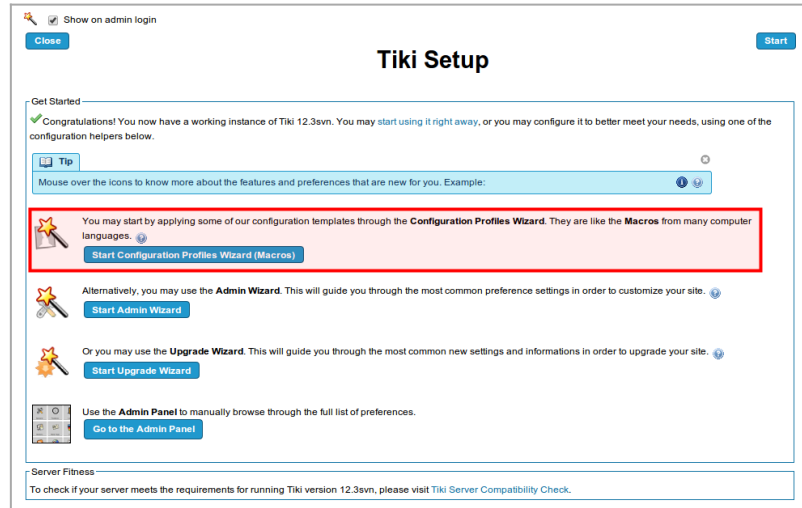 Show on admin login
Close
Start
Tiki Setup
Get Started
Congratulations! You now have a working instance of Tiki 12.3svn. You may start using it right away, or you may configure it to better meet your needs, using one of the
configuration helpers below.
Tip
Mouse over the icons to know more about the features and preferences that are new for you. Example:
You may start by applying some of our configuration templates through the Configuration Profiles Wizard. They are like the Macros from many computer
languages.
Start Configuration Profiles Wizard (Macros)
Alternatively, you may use the Admin Wizard. This will guide you through the most common preference settings in order to customize your site.
Start Admin Wizard
Or you may use the Upgrade Wizard. This will guide you through the most common new settings and informations in order to upgrade your site.
Start Upgrade Wizard
Use the Admin Panel to manually browse through the full list of preferences.
Go to the Admin Panel
Server Fitness
To check if your server meets the requirements for running Tiki version 12.3svn, please visit Tiki Server Compatibility Check.